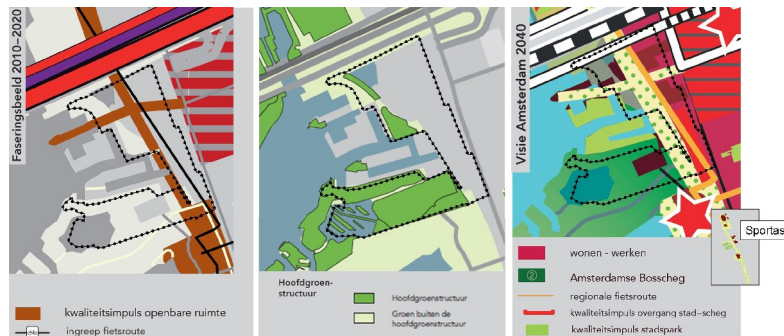 Faseringsbeeld 2010–2020
kwaliteitsimpuls openbare ruimte
ingreep fietsroute
Hoofdgroen-
structuur
Hoofdgroenstructuur
Groen buiten de
hoofdgroenstructuur
Visie Amsterdam 2040
Sportas
wonen - werken
2 Amsterdamse Bosscheg
regionale fietsroute
kwaliteitsimpuls overgang stad–scheg
kwaliteitsimpuls stadspark